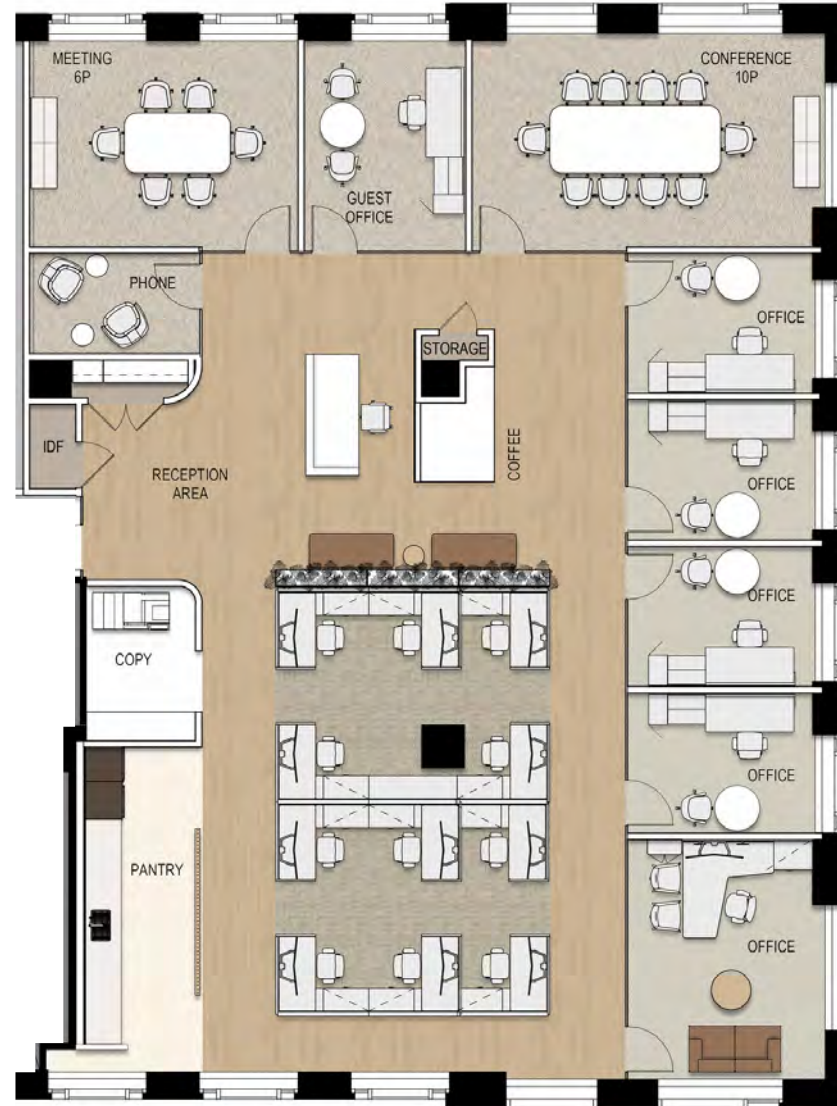 MEETING
6P
CONFERENCE
10P
GUEST
OFFICE
PHONE
OFFICE
STORAGE
IDF
RECEPTION
AREA
COFFEE
OFFICE
OFFICE
COPY
OFFICE
PANTRY
OFFICE